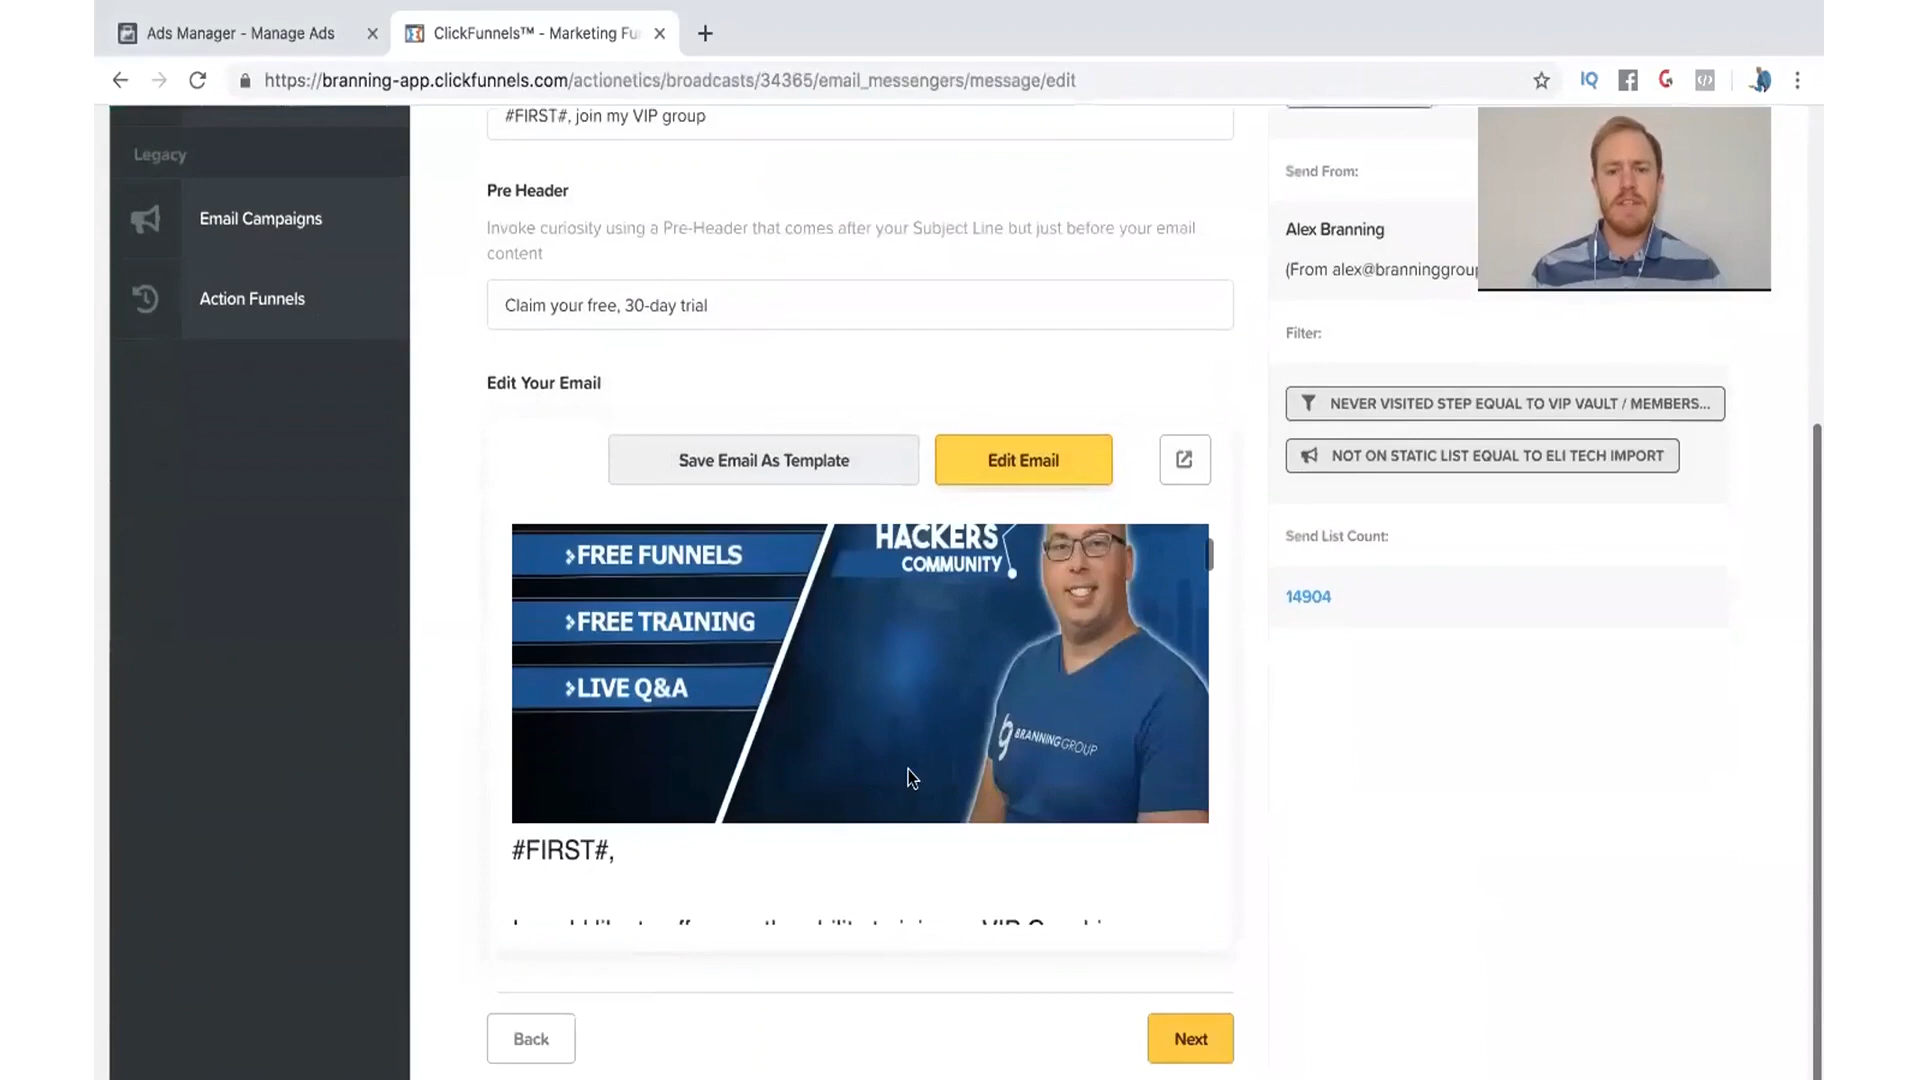 Ads Manager - Manage Ads
ClickFunnels™ - Marketing Fu
https://branning-app.clickfunnels.com/actionetics/broadcasts/34365/email_messengers/message/edit
IQ
Legacy
Email Campaigns
Action Funnels
#FIRST#, join my VIP group
Pre Header
Invoke curiosity using a Pre-Header that comes after your Subject Line but just before your email
content
Claim your free, 30-day trial
Edit Your Email
Save Email As Template
Edit Email
>FREE FUNNELS
>FREE TRAINING
>LIVE Q&A
HACKERS
COMMUNITY
BRANNINGGROUP
#FIRST#,
Back
Next
Send From:
Alex Branning
(From alex@branninggroup
Filter:
NEVER VISITED STEP EQUAL TO VIP VAULT / MEMBERS...
NOT ON STATIC LIST EQUAL TO ELI TECH IMPORT
Send List Count:
14904